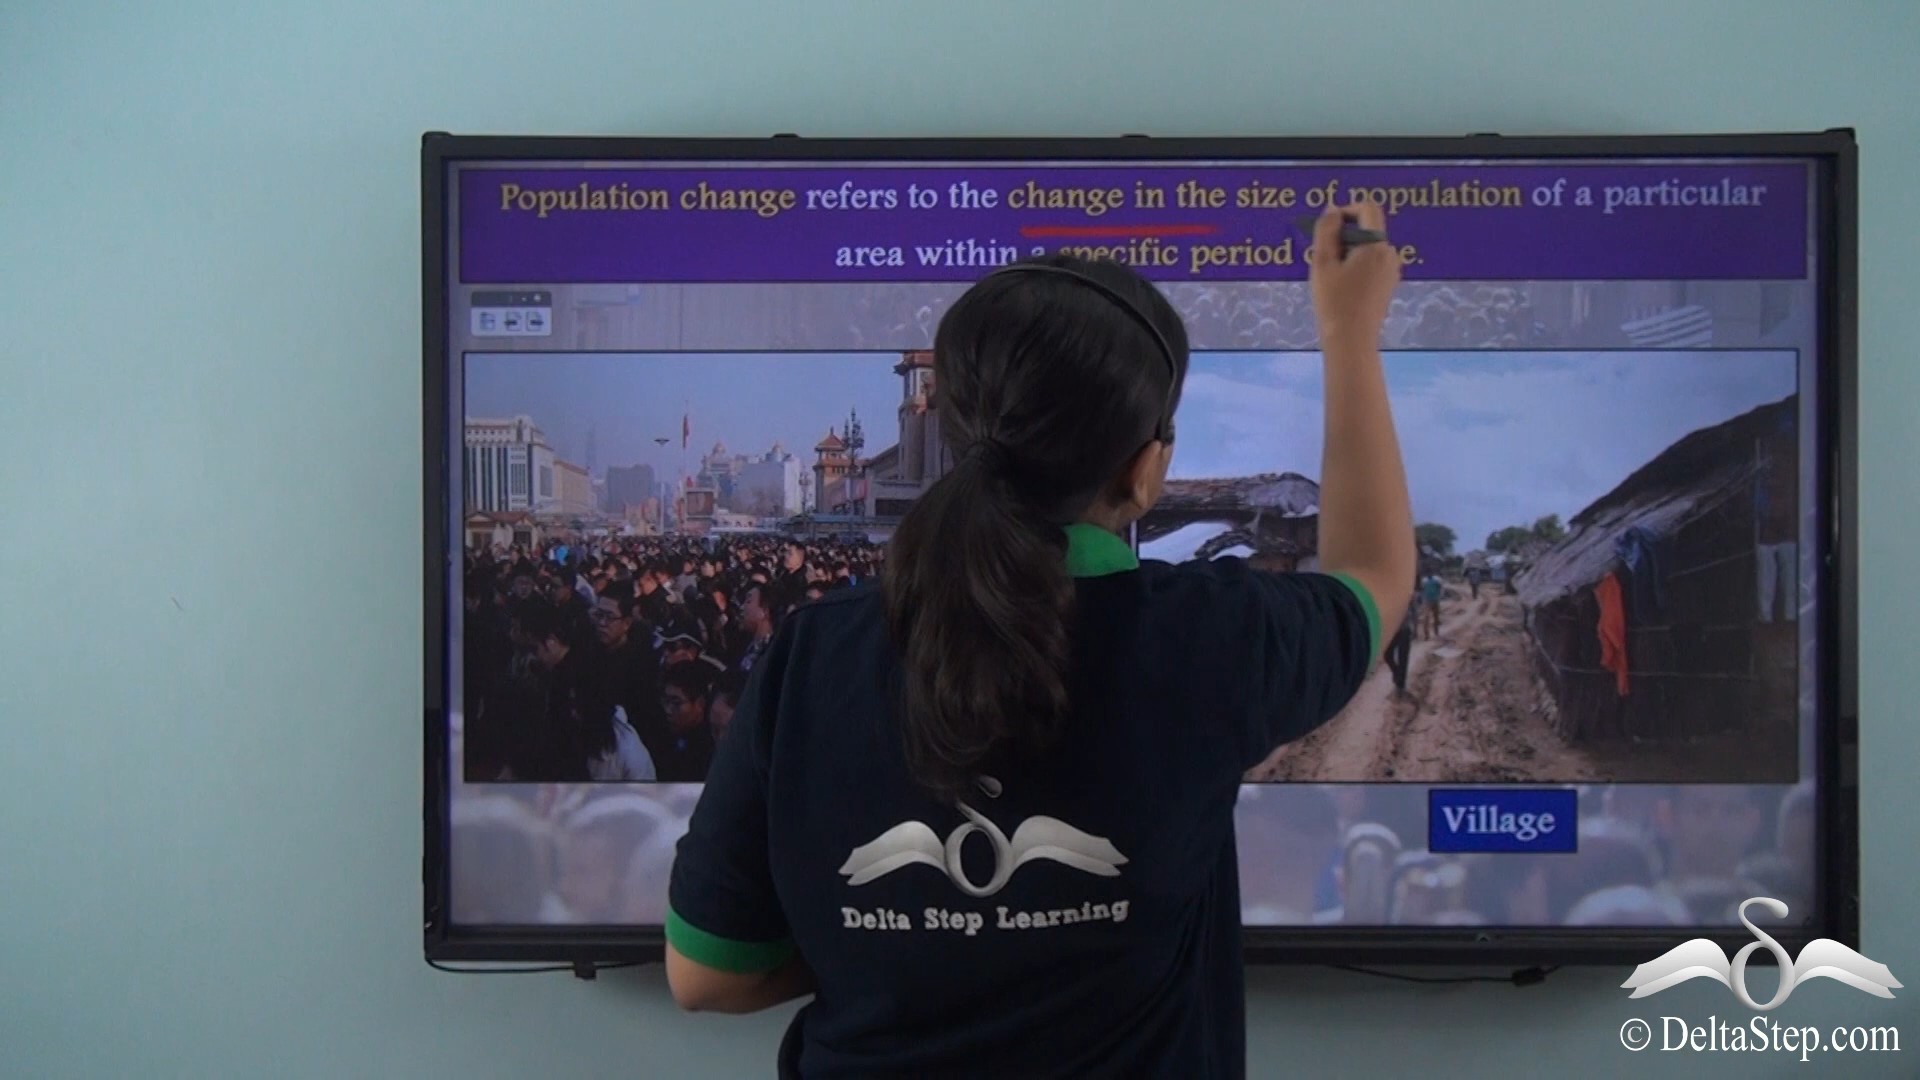 Population change refers to the change in the size of population of a particular
area within a specific period
Village
Delta Step Learning
© DeltaStep.com